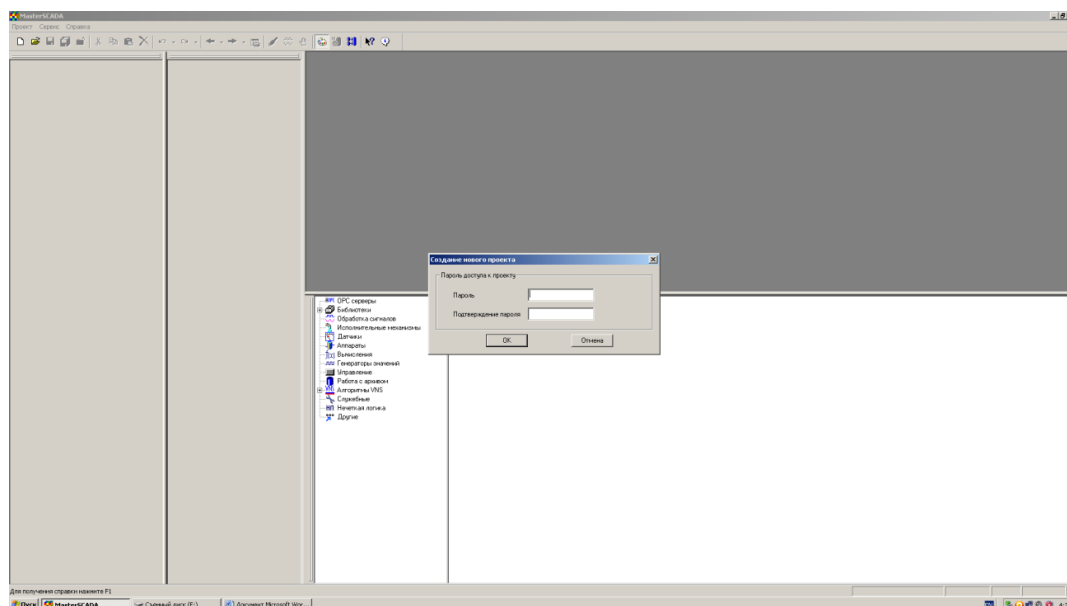 MasterSCADA
Проект Сервис Справка
Создание нового проекта
Пароль доступа к проекту
Пароль
Подтверждение пароля
OK Отмена
OPC серверы
Библиотеки
Обработка сигналов
Исполнительные механизмы
Датчики
Аппараты
Вычисления
Генераторы значений
Управление
Работа с архивом
Алгоритмы VNS
Служебные
Нечеткая логика
Другие
Для получения справки нажмите F1
Пуск MasterSCADA Съемный диск (F:) Документ Microsoft Wor...